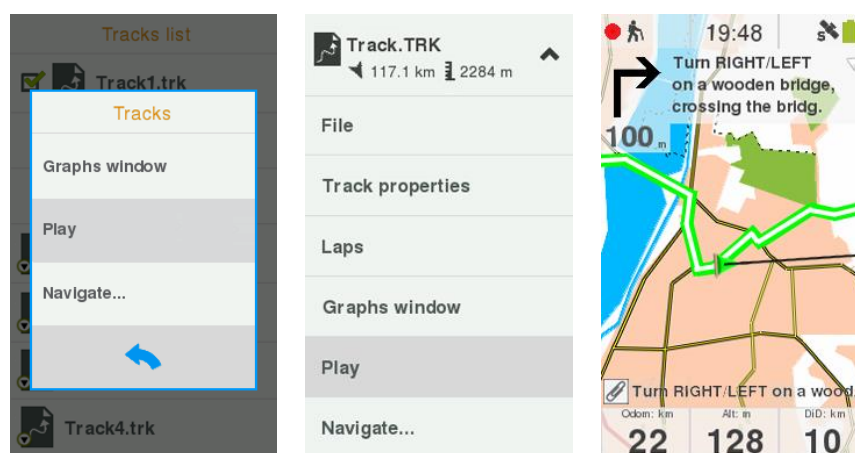 Tracks list
Track1.trk
Tracks
Graphs window
Play
Navigate...
Track4.trk
Track.TRK
117.1 km 2284 m
File
Track properties
Laps
Graphs window
Play
Navigate...
19:48
S
Turn RIGHT/LEFT
on a wooden bridge,
crossing the bridg.
100 m
Turn RIGHT/LEFT on a wood
Odom: km Alt: m DiD: km
22 128 10